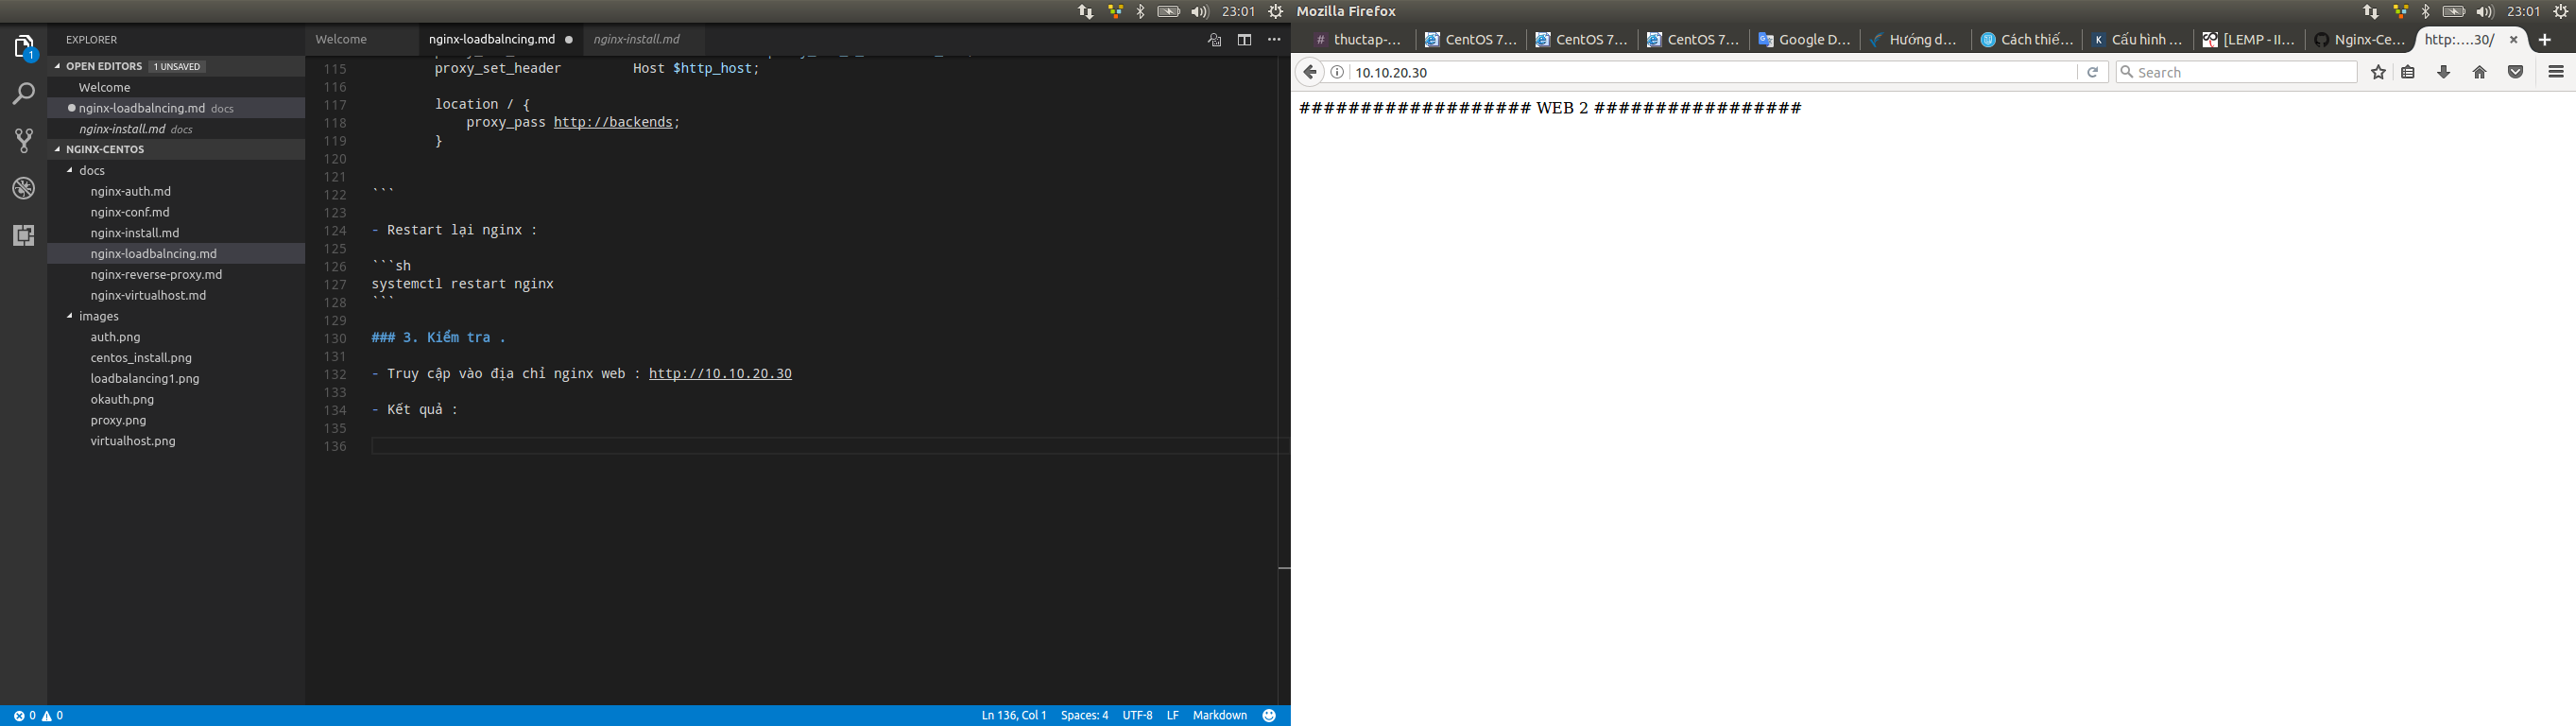 23:01
EXPLORER
OPEN EDITORS 1 UNSAVED
Welcome
nginx-loadbalncing.md docs
nginx-install.md docs
NGINX-CENTOS
docs
nginx-auth.md
nginx-conf.md
nginx-install.md
nginx-loadbalncing.md
nginx-reverse-proxy.md
nginx-virtualhost.md
images
auth.png
centos_install.png
loadbalancing1.png
okauth.png
proxy.png
virtualhost.png
1
Welcome nginx-loadbalncing.md nginx-install.md
115 proxy_set_header Host $http_host;
116
117 location / {
118 proxy_pass http://backends;
119 }
120
121
122 ```
123
124 - Restart lại nginx :
125
126 ```sh
127 systemctl restart nginx
128 ```
129
130 ### 3. Kiểm tra .
131
132 - Truy cập vào địa chỉ nginx web : http://10.10.20.30
133
134 - Kết quả :
135
136
0 0 Ln 136, Col 1 Spaces: 4 UTF-8 LF Markdown
Mozilla Firefox 23:01
thuctap-... CentOS 7... CentOS 7... CentOS 7... Google D... Hướng d... Cách thiế... Cấu hình ... [LEMP - II... Nginx-Ce... http:....30/
10.10.20.30 Search
################### WEB 2 #################